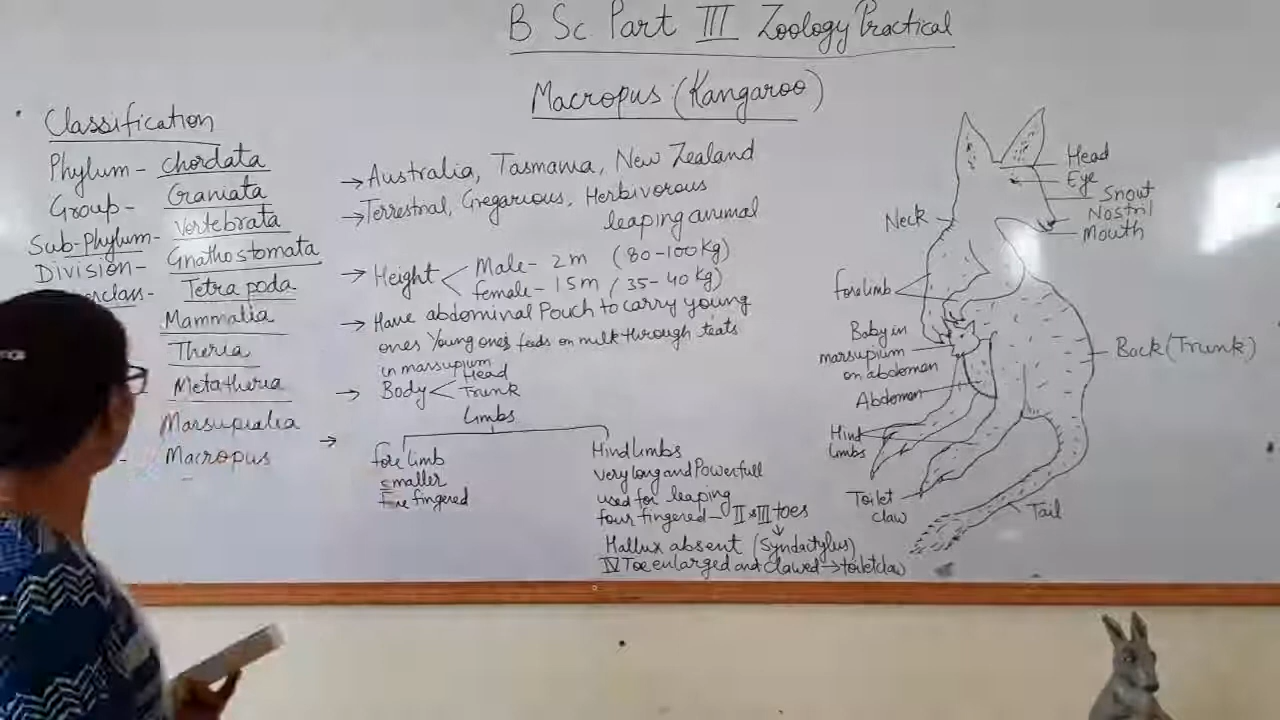 B Sc Part III Zoology Practical
Macropus (Kangaroo)
Classification
Phylum - Chordata
Group - Craniata
Sub-Phylum - Vertebrata
Division - Gnathostomata
Tetrapoda
Mammalia
Theria
Metatheria
Marsupialia
Macropus
→ Australia, Tasmania, New Zealand
→ Terrestrial, Gregarious, Herbivorous
leaping animal
→ Height < Male - 2 m (80-100 Kg)
female - 1.5m (35-40 Kg)
→ Have abdominal Pouch to carry young
ones Young ones feeds on milk through teats
in marsupium
→ Body < Head
Trunk
→ Limbs
fore limb
smaller
Five fingered
Hind limbs
very long and Powerfull
used for leaping
four fingered - II & III toes
Hallux absent (Syndactylus)
IV Toe enlarged and clawed → toilet claw
Head
Eye
Snout
Nostril
Mouth
Neck
forelimb
Baby in
marsupium
on abdomen
Abdomen
Hind
limbs
Toilet
claw
Tail
Back (Trunk)